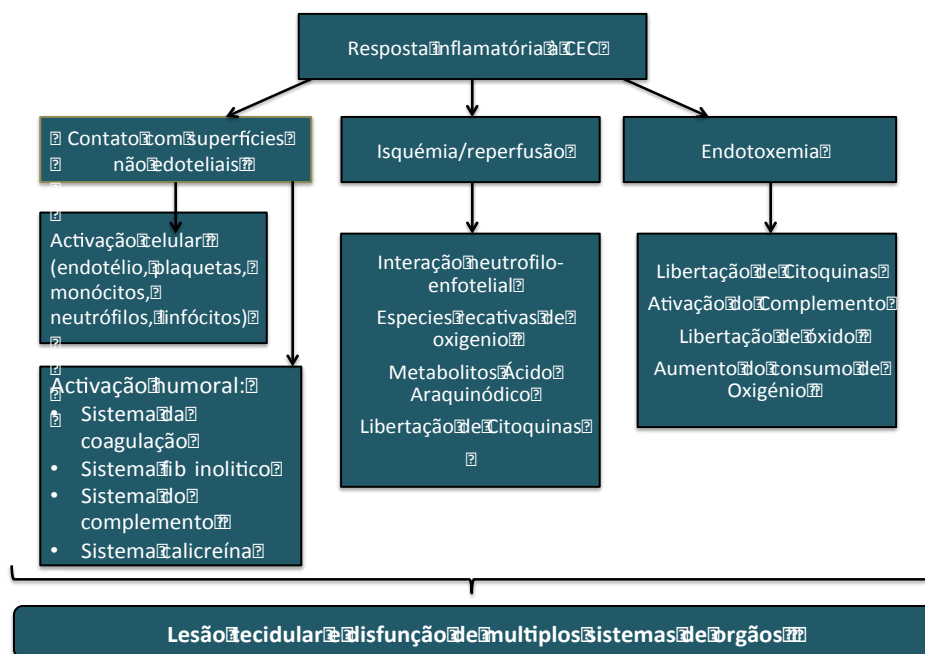 Resposta inflamatória à CEC
Contato com superfícies
não edoteliais
Isquémia/reperfusão
Endotoxemia
Activação celular
(endotélio, plaquetas,
monócitos,
neutrófilos, linfócitos)
Activação humoral:
• Sistema da
coagulação
• Sistema fib inolitico
• Sistema do
complemento
• Sistema calicreína
Interação neutrofilo-
enfotelial
Especies recativas de
oxigenio
Metabolitos Ácido
Araquinódico
Libertação de Citoquinas
Libertação de Citoquinas
Ativação do Complemento
Libertação de óxido
Aumento do consumo de
Oxigénio
Lesão tecidular e disfunção de multiplos sistemas de orgãos